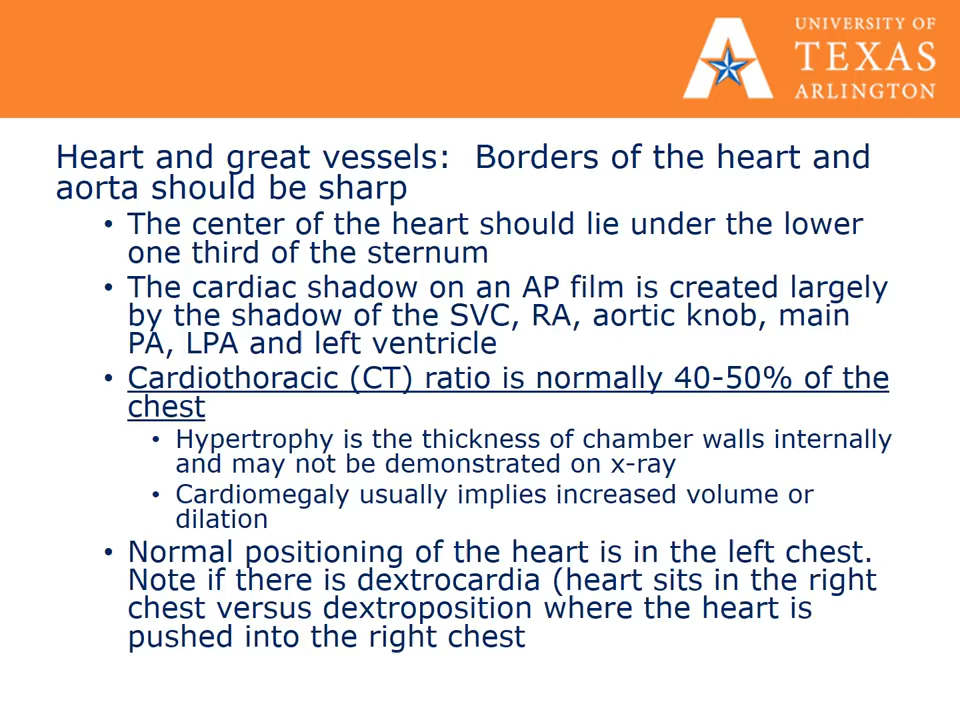 UNIVERSITY OF
TEXAS
ARLINGTON
Heart and great vessels:  Borders of the heart and
aorta should be sharp
• The center of the heart should lie under the lower
one third of the sternum
• The cardiac shadow on an AP film is created largely
by the shadow of the SVC, RA, aortic knob, main
PA, LPA and left ventricle
• Cardiothoracic (CT) ratio is normally 40-50% of the
chest
• Hypertrophy is the thickness of chamber walls internally
and may not be demonstrated on x-ray
• Cardiomegaly usually implies increased volume or
dilation
• Normal positioning of the heart is in the left chest.
Note if there is dextrocardia (heart sits in the right
chest versus dextroposition where the heart is
pushed into the right chest